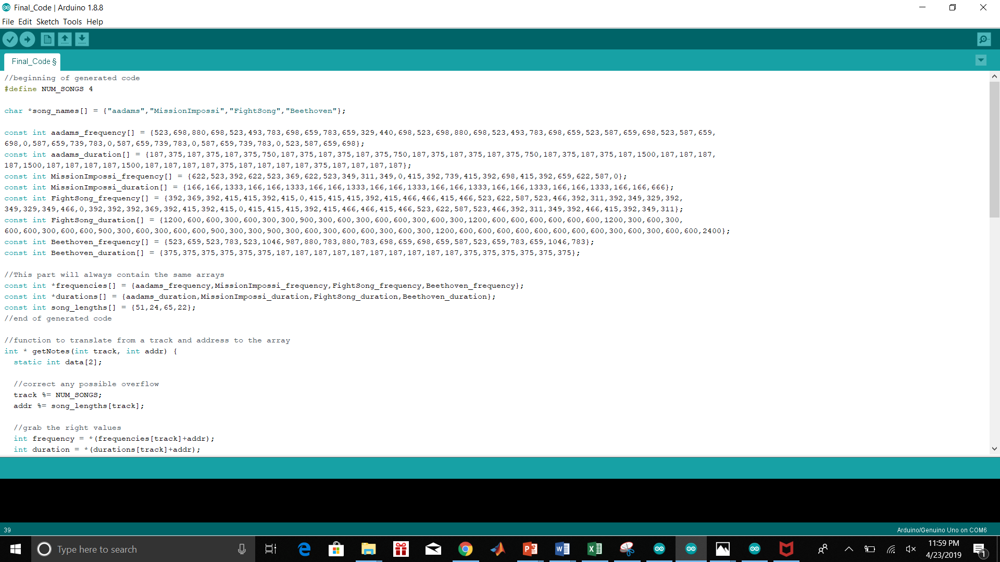 Final_Code | Arduino 1.8.8
File Edit Sketch Tools Help
Final_Code §
//beginning of generated code
#define NUM_SONGS 4
char *song_names[] = {"aadams","MissionImpossi","FightSong","Beethoven"};
const int aadams_frequency[] = {523,698,880,698,523,493,783,698,659,783,659,329,440,698,523,698,880,698,523,493,783,698,659,523,587,659,698,523,587,659,
698,0,587,659,739,783,0,587,659,739,783,0,587,659,739,783,0,523,587,659,698};
const int aadams_duration[] = {187,375,187,375,187,375,750,187,375,187,375,187,375,750,187,375,187,375,187,375,750,187,375,187,375,187,1500,187,187,187,
187,1500,187,187,187,187,1500,187,187,187,187,375,187,187,187,187,375,187,187,187,187};
const int MissionImpossi_frequency[] = {622,523,392,622,523,369,622,523,349,311,349,0,415,392,739,415,392,698,415,392,659,622,587,0};
const int MissionImpossi_duration[] = {166,166,1333,166,166,1333,166,166,1333,166,166,1333,166,166,1333,166,166,1333,166,166,1333,166,166,666};
const int FightSong_frequency[] = {392,369,392,415,415,392,415,0,415,415,415,392,415,466,466,415,466,523,622,587,523,466,392,311,392,349,329,392,
349,329,349,466,0,392,392,392,369,392,415,392,415,0,415,415,415,392,415,466,466,415,466,523,622,587,523,466,392,311,349,392,466,415,392,349,311};
const int FightSong_duration[] = {1200,600,600,300,600,300,300,900,300,600,300,600,600,300,600,300,1200,600,600,600,600,600,600,1200,300,600,300,
600,600,300,600,600,900,300,600,300,600,600,900,300,300,900,300,600,300,600,600,300,600,300,1200,600,600,600,600,600,600,600,600,300,600,300,600,600,2400};
const int Beethoven_frequency[] = {523,659,523,783,523,1046,987,880,783,880,783,698,659,698,659,587,523,659,783,659,1046,783};
const int Beethoven_duration[] = {375,375,375,375,375,375,187,187,187,187,187,187,187,187,187,187,375,375,375,375,375,375};
//This part will always contain the same arrays
const int *frequencies[] = {aadams_frequency,MissionImpossi_frequency,FightSong_frequency,Beethoven_frequency};
const int *durations[] = {aadams_duration,MissionImpossi_duration,FightSong_duration,Beethoven_duration};
const int song_lengths[] = {51,24,65,22};
//end of generated code
//function to translate from a track and address to the array
int * getNotes(int track, int addr) {
static int data[2];
//correct any possible overflow
track %= NUM_SONGS;
addr %= song_lengths[track];
//grab the right values
int frequency = *(frequencies[track]+addr);
int duration = *(durations[track]+addr);
39
Arduino/Genuino Uno on COM6
Type here to search
11:59 PM
4/23/2019
1